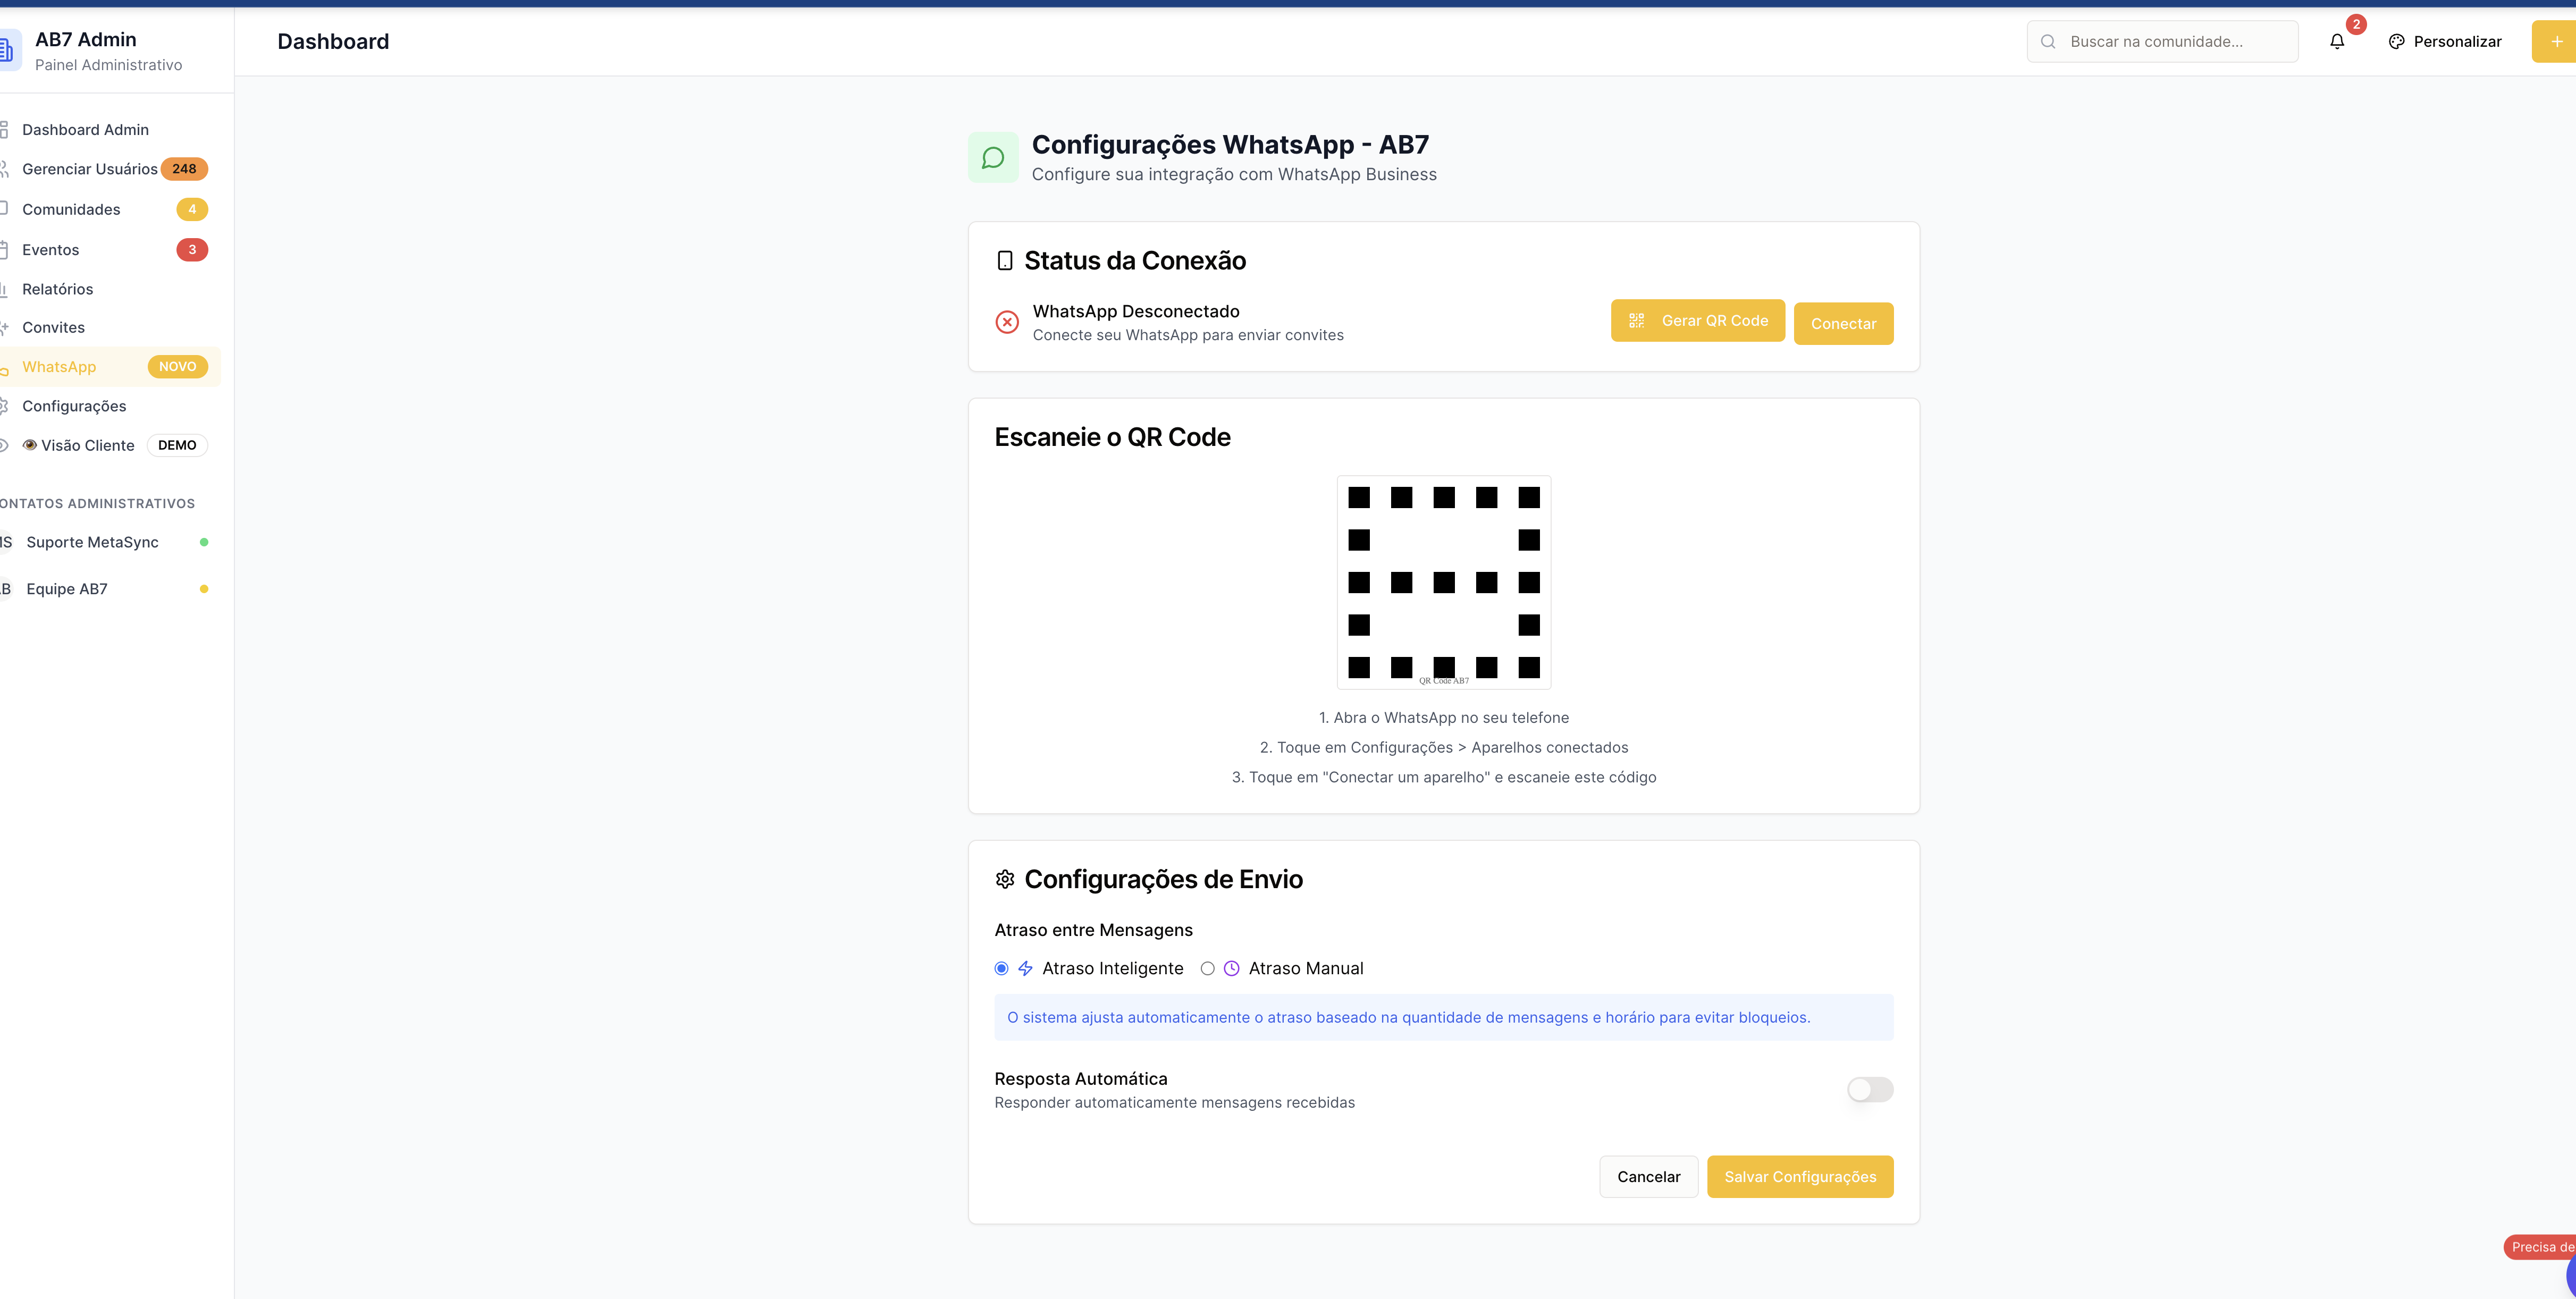 AB7 Admin
Painel Administrativo
Dashboard
Buscar na comunidade...
2
Personalizar
Dashboard Admin
Gerenciar Usuários 248
Comunidades 4
Eventos 3
Relatórios
Convites
WhatsApp NOVO
Configurações
Visão Cliente DEMO
ONTATOS ADMINISTRATIVOS
Suporte MetaSync
Equipe AB7
Configurações WhatsApp - AB7
Configure sua integração com WhatsApp Business
Status da Conexão
WhatsApp Desconectado
Conecte seu WhatsApp para enviar convites
Gerar QR Code
Conectar
Escaneie o QR Code
QR Code AB7
1. Abra o WhatsApp no seu telefone
2. Toque em Configurações > Aparelhos conectados
3. Toque em "Conectar um aparelho" e escaneie este código
Configurações de Envio
Atraso entre Mensagens
Atraso Inteligente
Atraso Manual
O sistema ajusta automaticamente o atraso baseado na quantidade de mensagens e horário para evitar bloqueios.
Resposta Automática
Responder automaticamente mensagens recebidas
Cancelar
Salvar Configurações
Precisa de